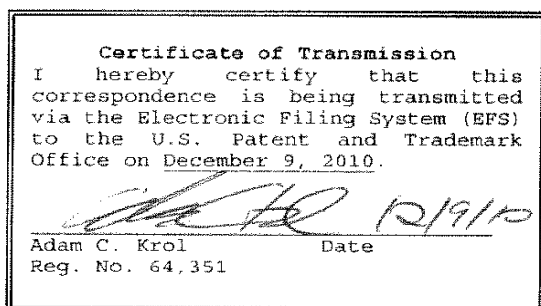 Certificate of Transmission
I hereby certify that this
correspondence is being transmitted
via the Electronic Filing System (EFS)
to the U.S. Patent and Trademark
Office on December 9, 2010.
12/9/10
Adam C. Krol Date
Reg. No. 64,351